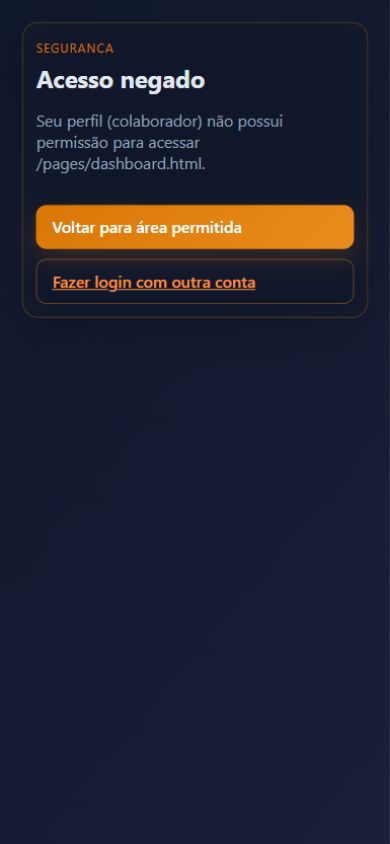 SEGURANCA
Acesso negado
Seu perfil (colaborador) não possui
permissão para acessar
/pages/dashboard.html.
Voltar para área permitida
Fazer login com outra conta